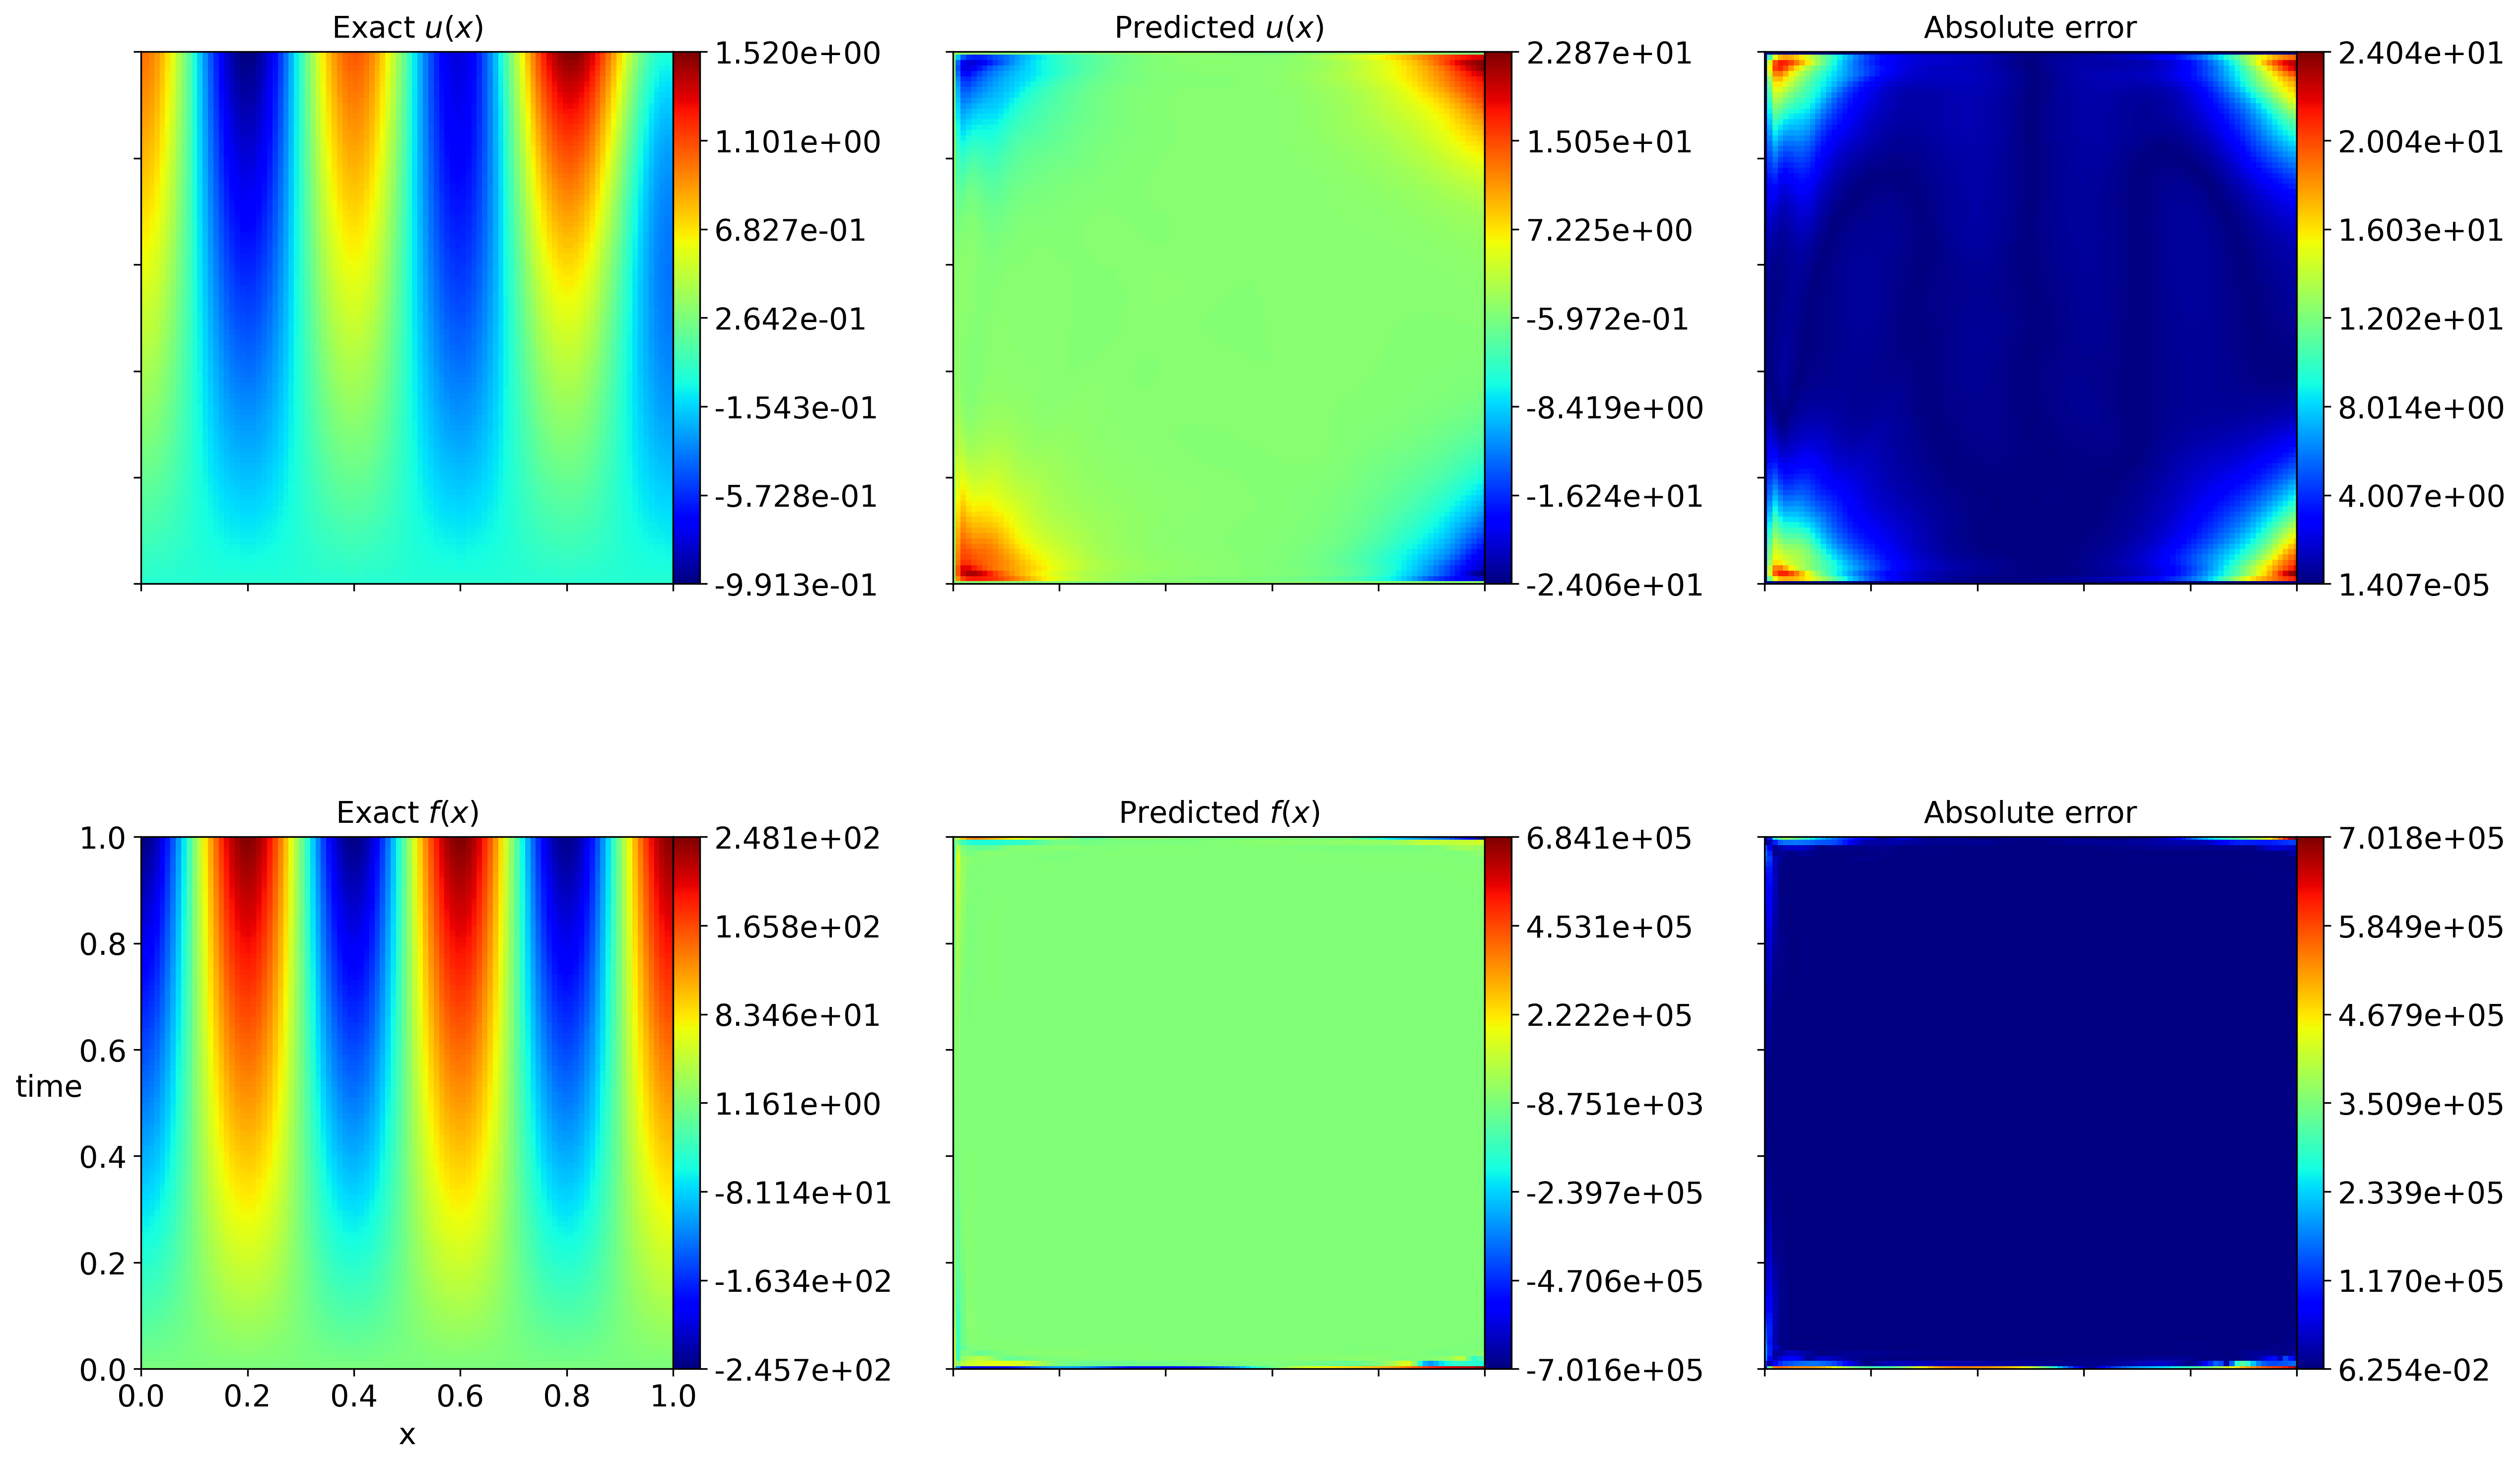 Exact u(x)
1.520e+00
1.101e+00
6.827e-01
2.642e-01
-1.543e-01
-5.728e-01
-9.913e-01
Predicted u(x)
2.287e+01
1.505e+01
7.225e+00
-5.972e-01
-8.419e+00
-1.624e+01
-2.406e+01
Absolute error
2.404e+01
2.004e+01
1.603e+01
1.202e+01
8.014e+00
4.007e+00
1.407e-05
Exact f(x)
1.0
0.8
0.6
time
0.4
0.2
0.0
0.0 0.2 0.4 0.6 0.8 1.0
x
2.481e+02
1.658e+02
8.346e+01
1.161e+00
-8.114e+01
-1.634e+02
-2.457e+02
Predicted f(x)
6.841e+05
4.531e+05
2.222e+05
-8.751e+03
-2.397e+05
-4.706e+05
-7.016e+05
Absolute error
7.018e+05
5.849e+05
4.679e+05
3.509e+05
2.339e+05
1.170e+05
6.254e-02